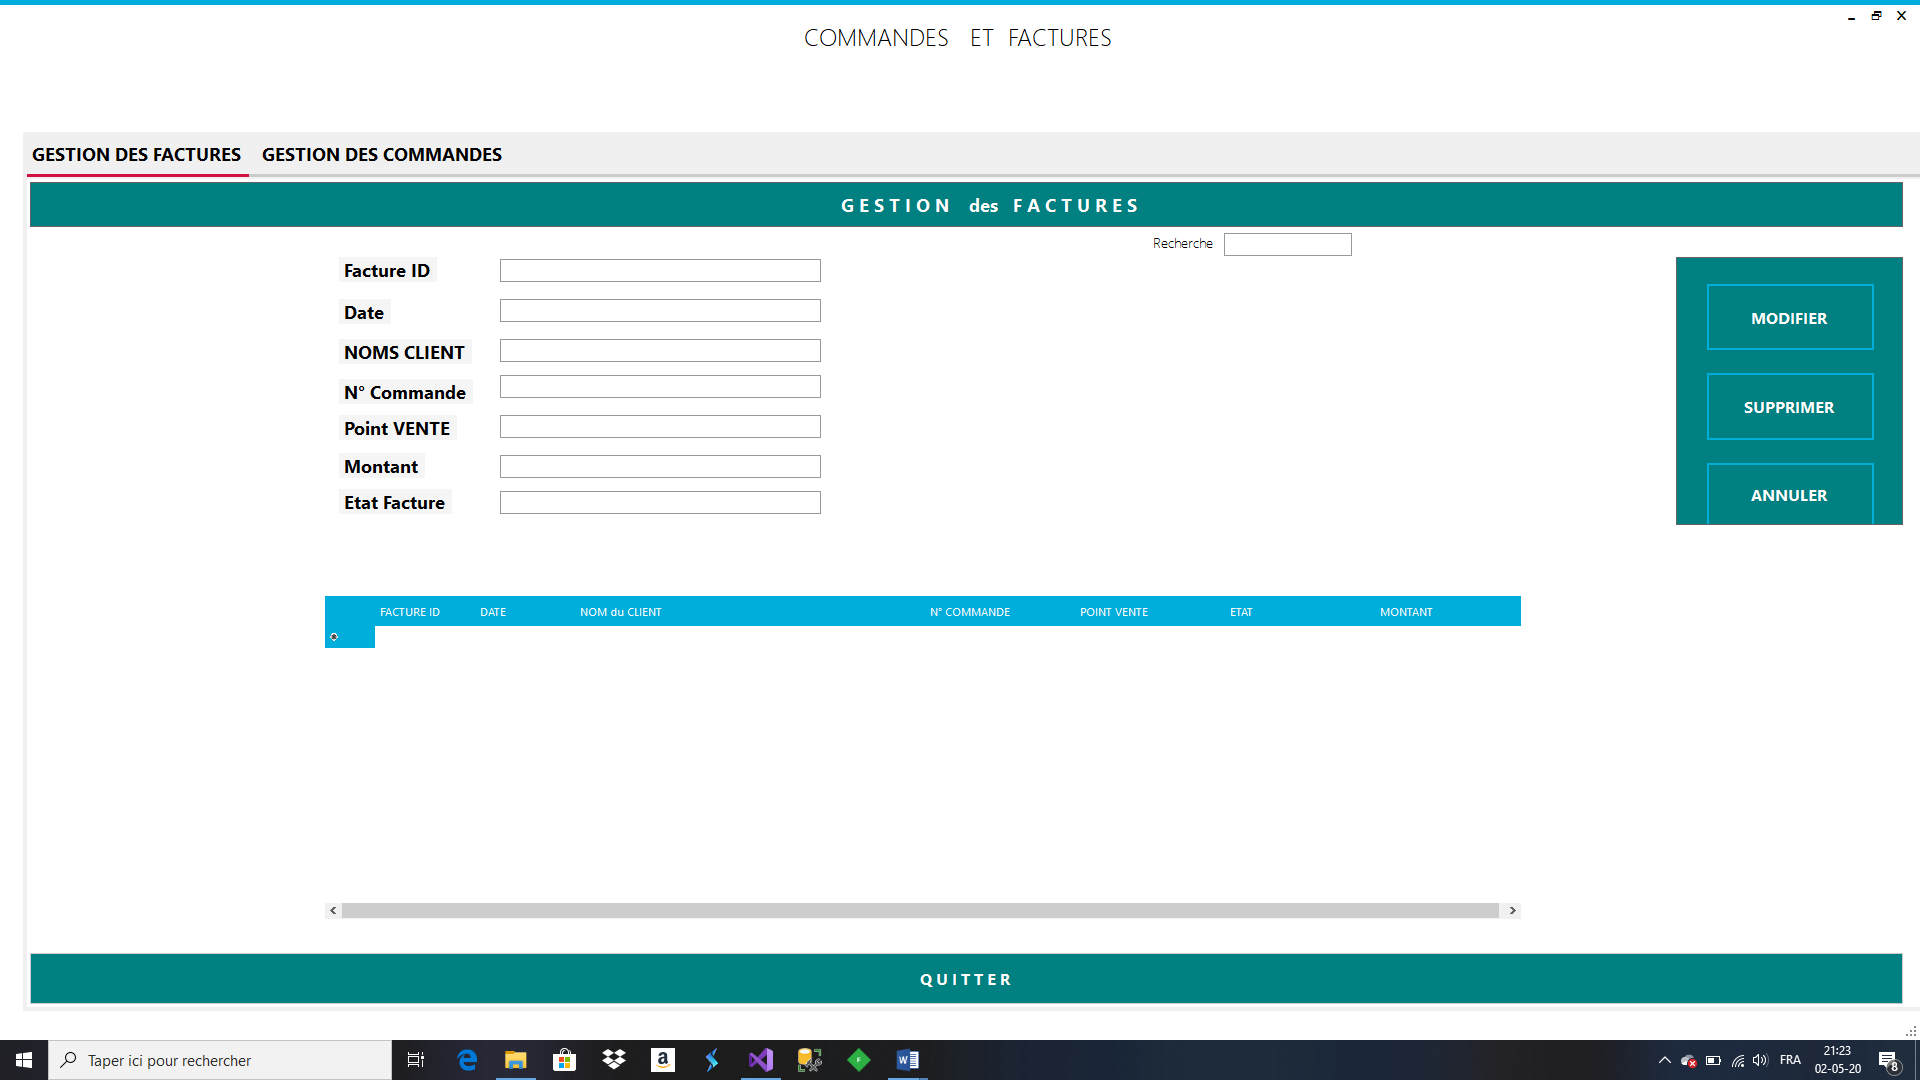 COMMANDES ET FACTURES
GESTION DES FACTURES GESTION DES COMMANDES
GESTION des FACTURES
Recherche
Facture ID
Date
NOMS CLIENT
N° Commande
Point VENTE
Montant
Etat Facture
MODIFIER
SUPPRIMER
ANNULER
FACTURE ID DATE NOM du CLIENT N° COMMANDE POINT VENTE ETAT MONTANT
QUITTER
Taper ici pour rechercher
FRA
21:23
02-05-20
8